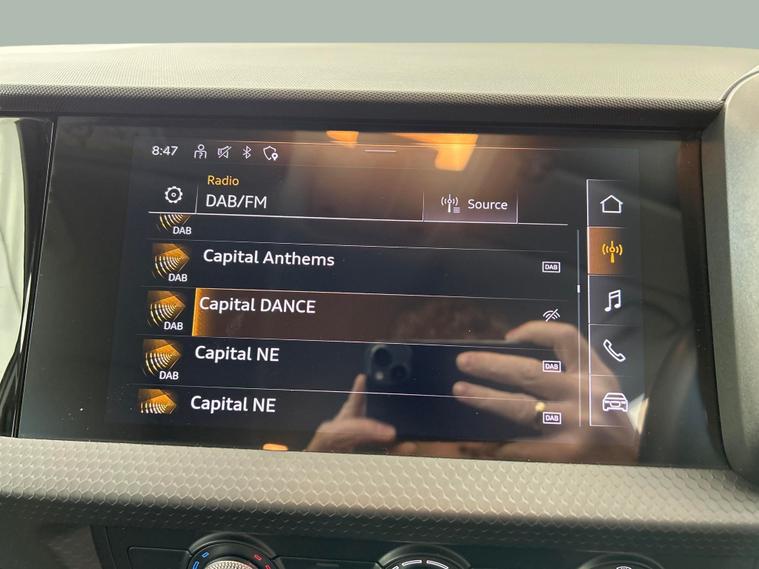 8:47
Radio
DAB/FM
Source
DAB
Capital Anthems
DAB
DAB
Capital DANCE
DAB
Capital NE
DAB
DAB
Capital NE
DAB